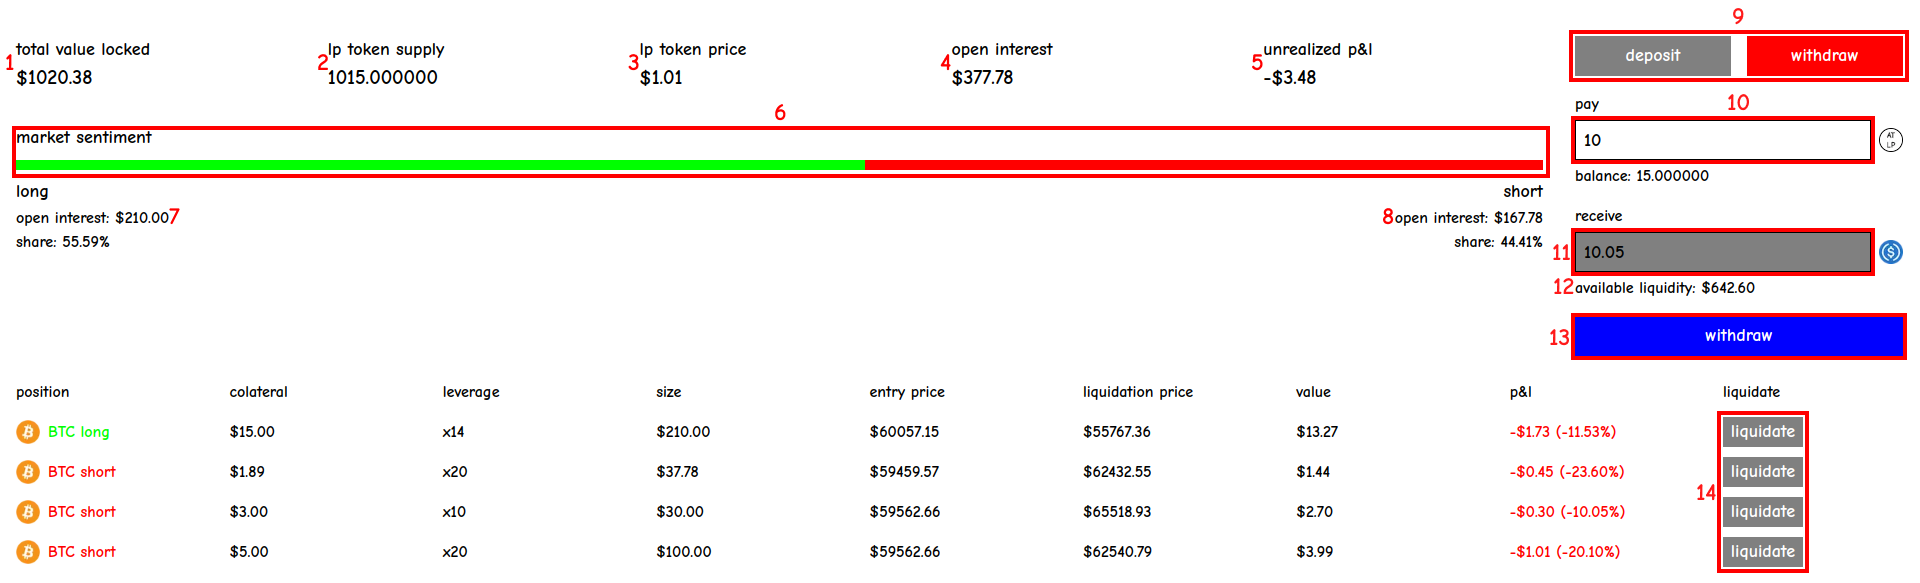 9
total value locked lp token supply lp token price open interest unrealized p&l deposit withdraw
1 $1020.38 2 1015.000000 3 $1.01 4 $377.78 5 -$3.48
pay 10
6
market sentiment
10 AT LP
balance: 15.000000
long short
open interest: $210.00 7 8 open interest: $167.78
share: 55.59% share: 44.41%
receive
11 10.05
12 available liquidity: $642.60
13 withdraw
position colateral leverage size entry price liquidation price value p&l liquidate
BTC long $15.00 x14 $210.00 $60057.15 $55767.36 $13.27 -$1.73 (-11.53%) liquidate
BTC short $1.89 x20 $37.78 $59459.57 $62432.55 $1.44 -$0.45 (-23.60%) liquidate
14
BTC short $3.00 x10 $30.00 $59562.66 $65518.93 $2.70 -$0.30 (-10.05%) liquidate
BTC short $5.00 x20 $100.00 $59562.66 $62540.79 $3.99 -$1.01 (-20.10%) liquidate